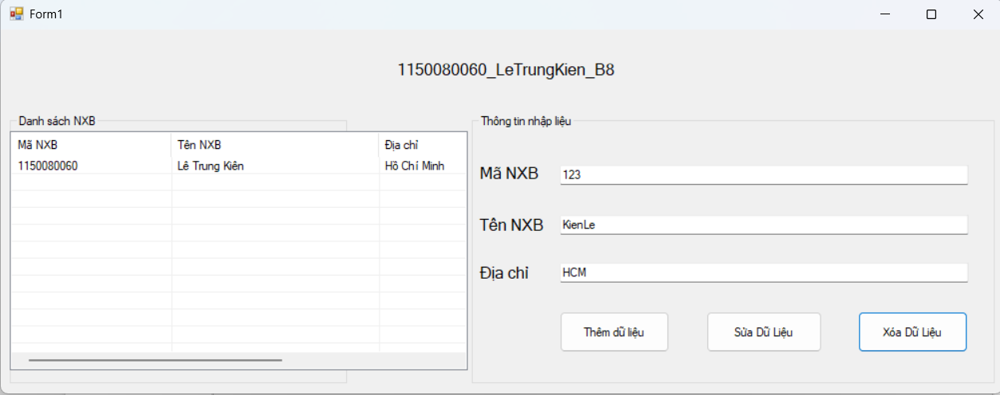 Form1
1150080060_LeTrungKien_B8
Danh sách NXB
Mã NXB Tên NXB Địa chỉ
1150080060 Lê Trung Kiên Hồ Chí Minh
Thông tin nhập liệu
Mã NXB 123
Tên NXB KienLe
Địa chỉ HCM
Thêm dữ liệu Sửa Dữ Liệu Xóa Dữ Liệu